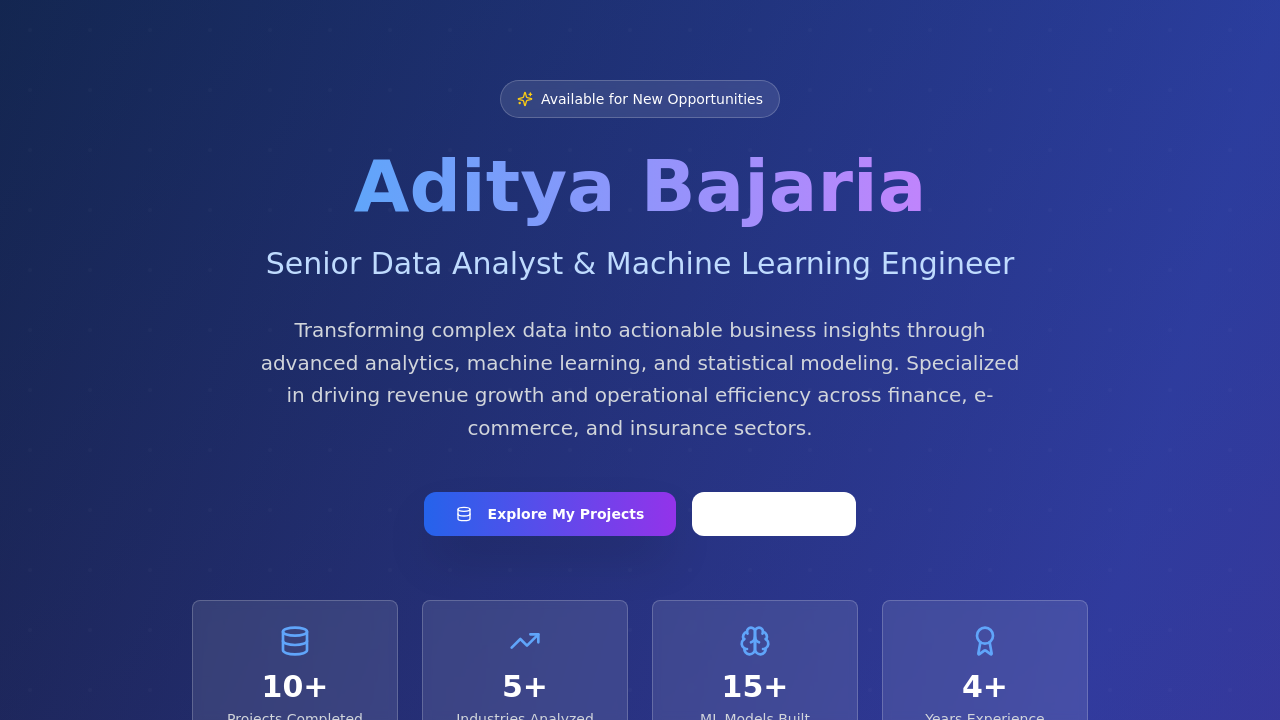 Available for New Opportunities
Aditya Bajaria
Senior Data Analyst & Machine Learning Engineer
Transforming complex data into actionable business insights through
advanced analytics, machine learning, and statistical modeling. Specialized
in driving revenue growth and operational efficiency across finance, e-
commerce, and insurance sectors.
Explore My Projects
10+
5+
15+
4+
Projects Completed
Industries Analyzed
ML Models Built
Years Experience